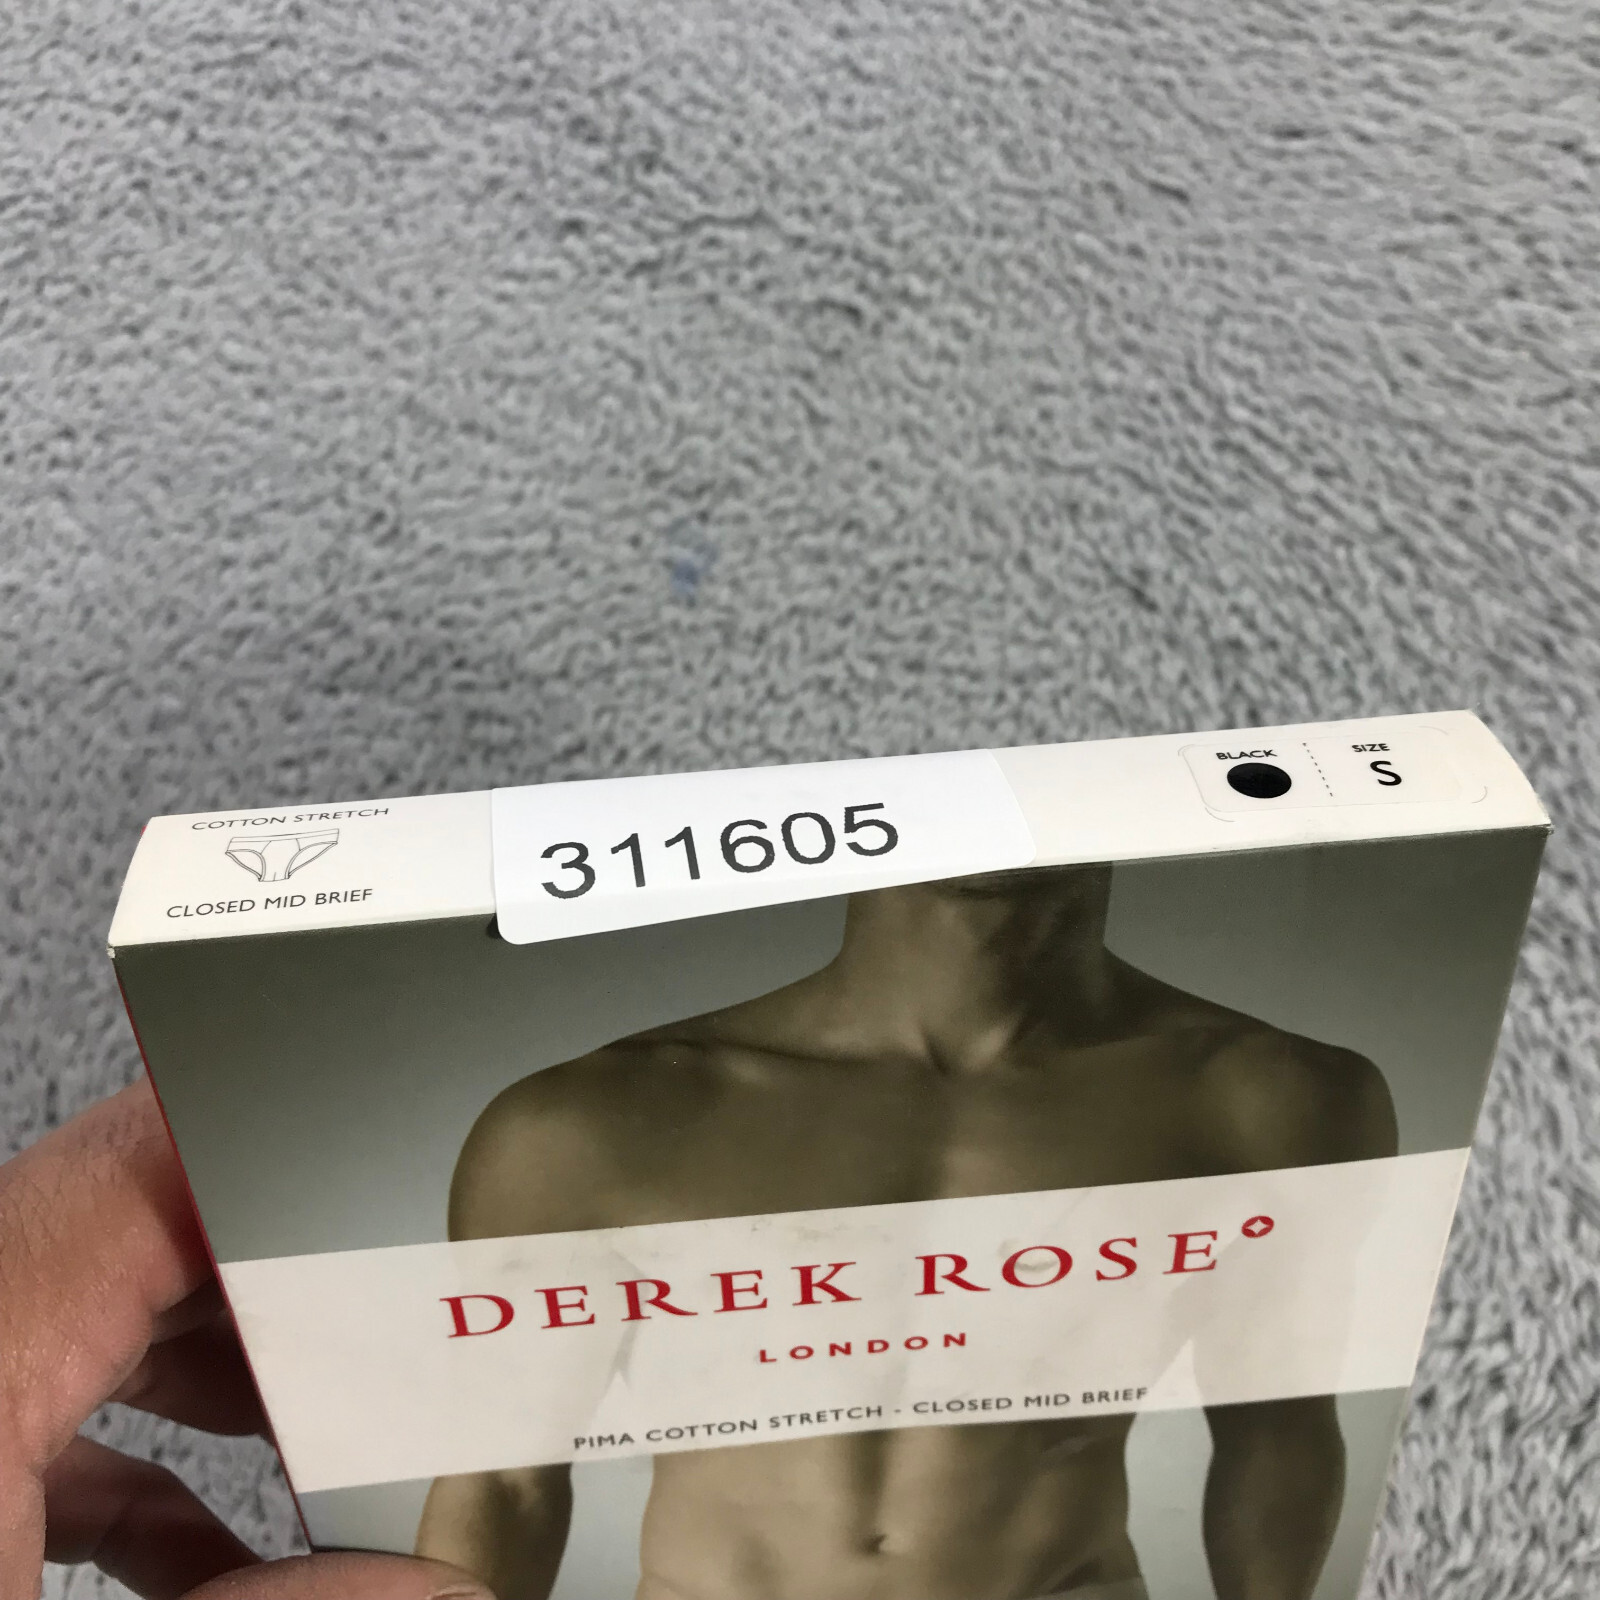 COTTON STRETCH
CLOSED MID BRIEF
311605
BLACK
SIZE
S
DEREK ROSE
LONDON
PIMA COTTON STRETCH - CLOSED MID BRIEF